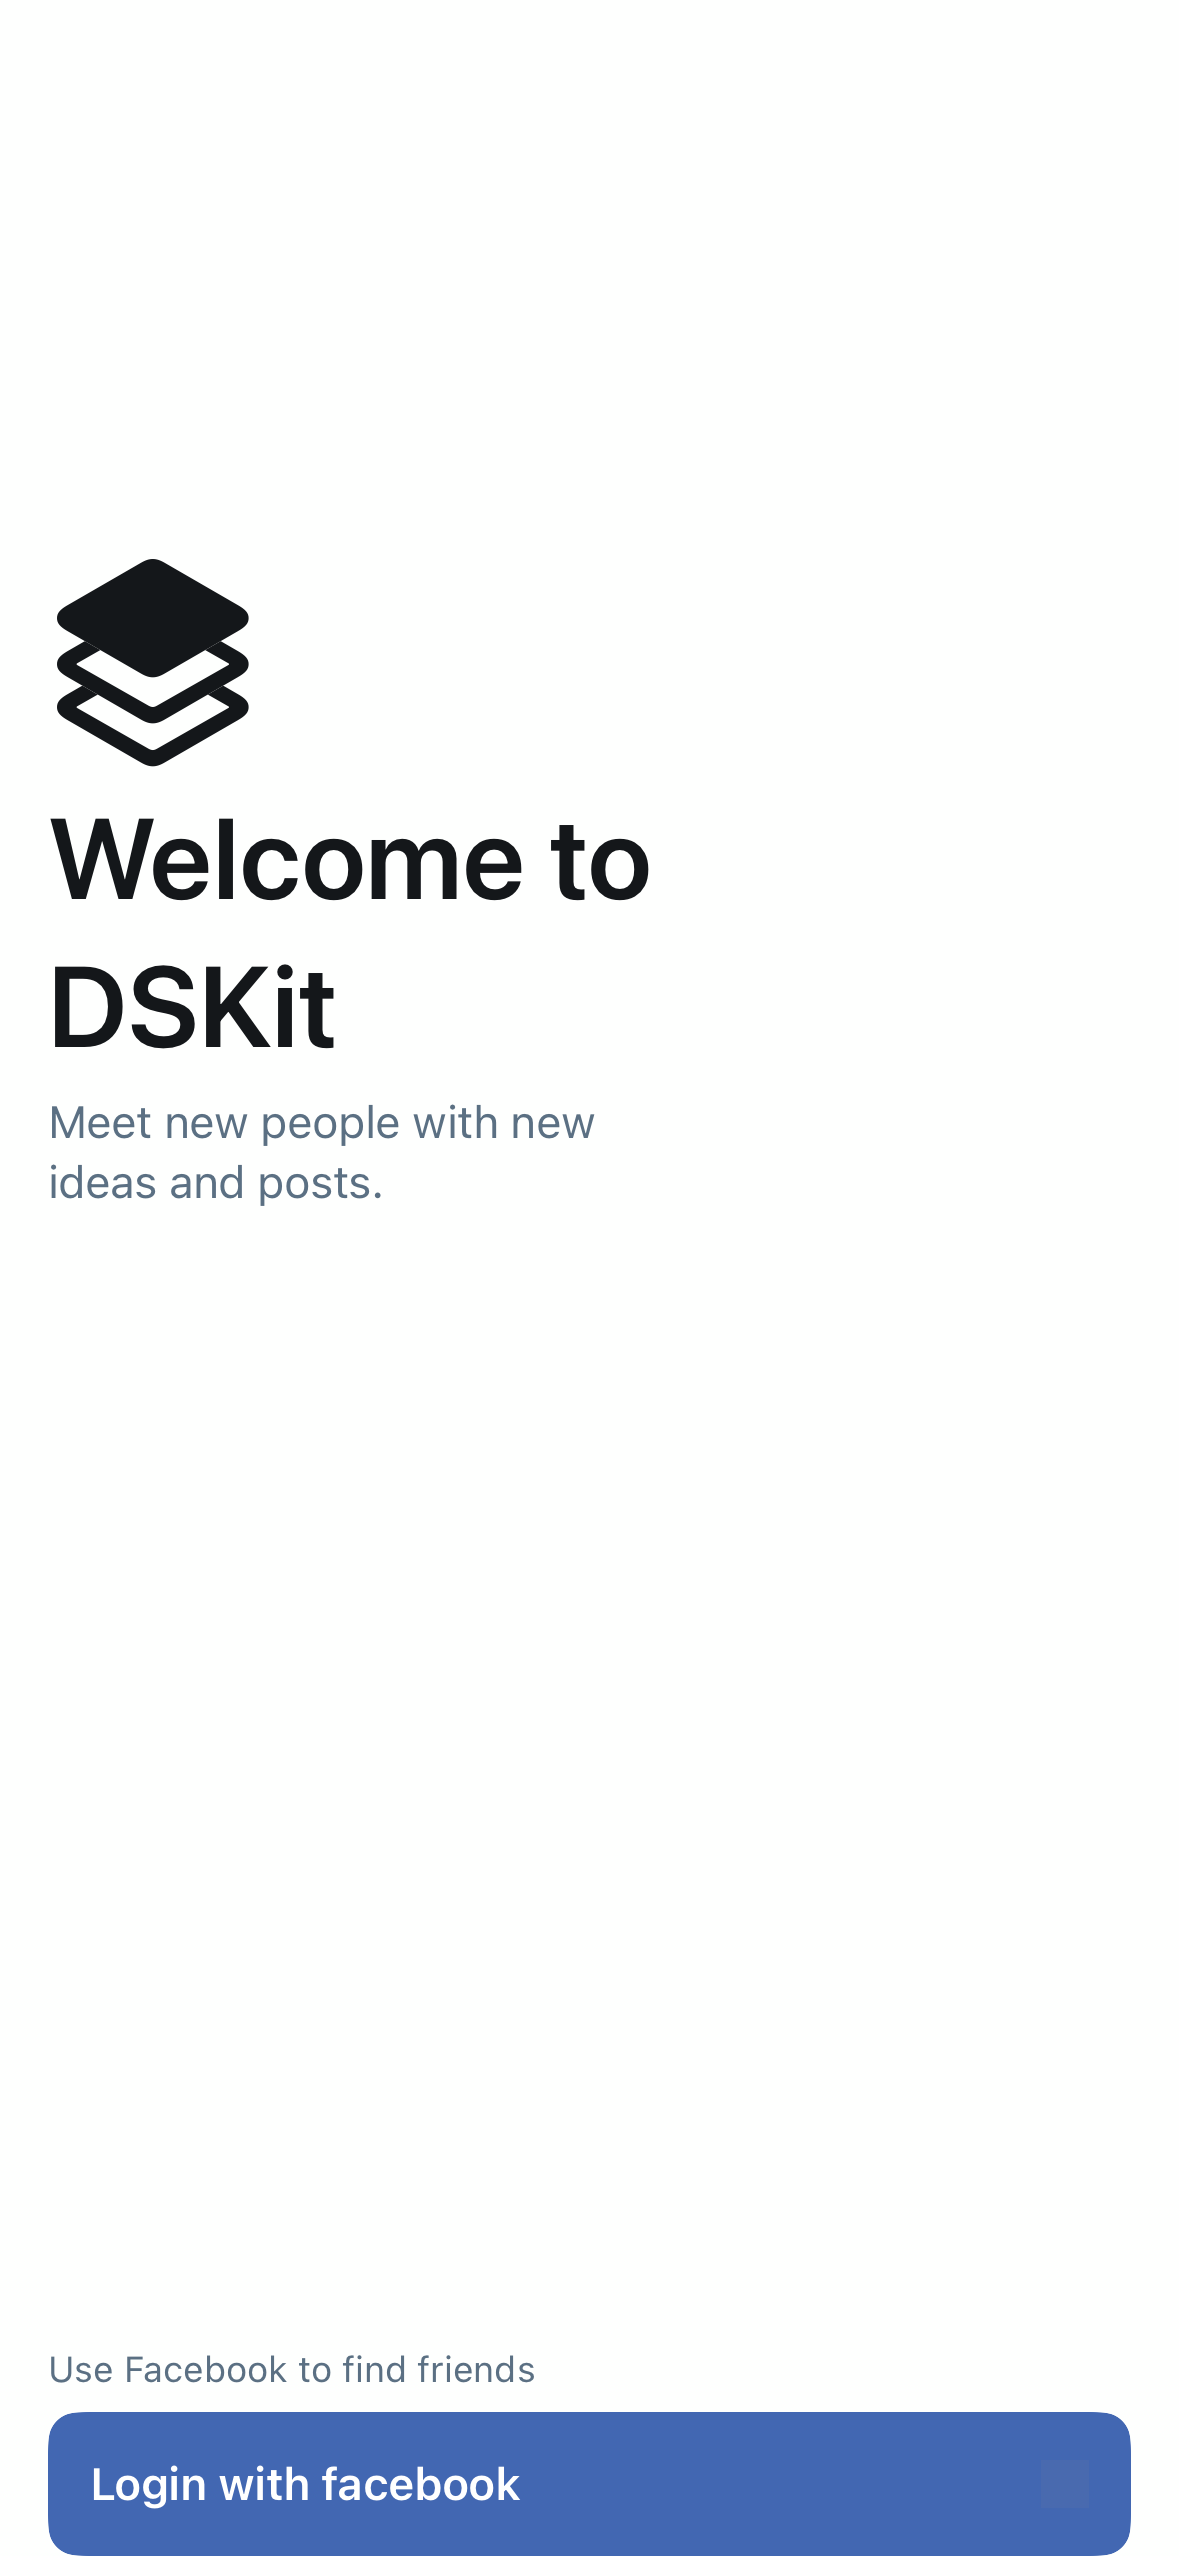 Welcome to
DSKit
Meet new people with new
ideas and posts.
Use Facebook to find friends
Login with facebook